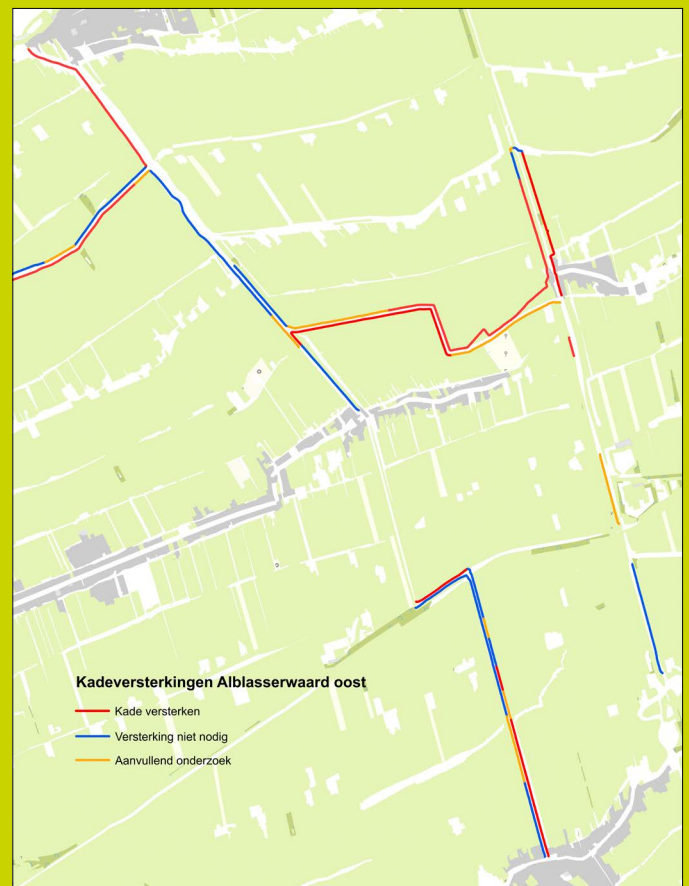 Kadeversterkingen Alblasserwaard oost
Kade versterken
Versterking niet nodig
Aanvullend onderzoek